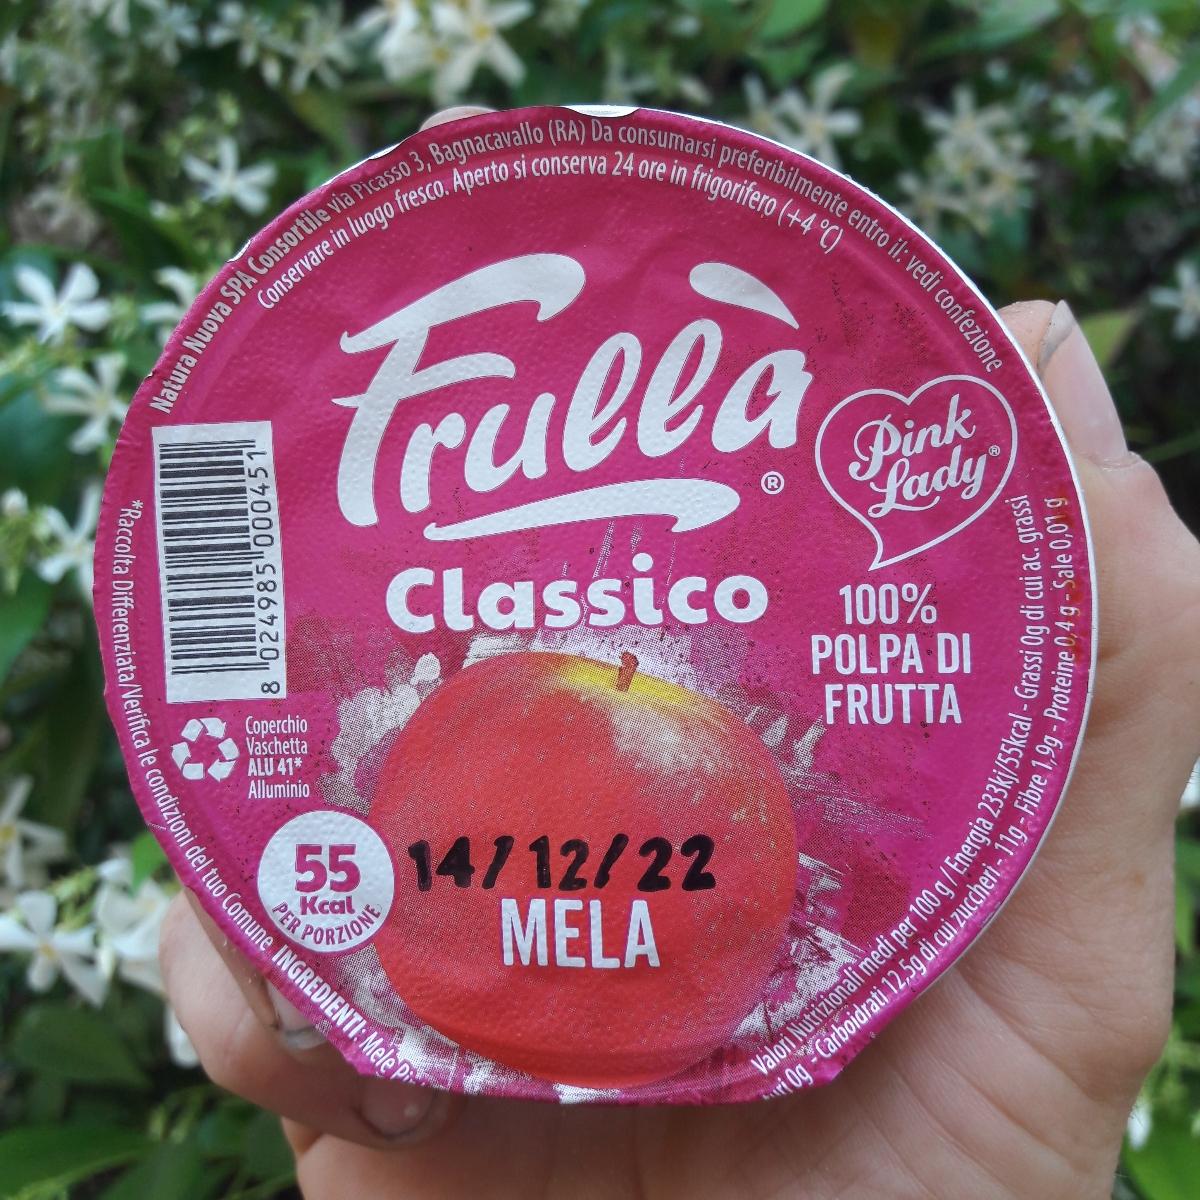 Natura Nuova SPA Consortile via Picasso 3, Bagnacavallo (RA) Da consumarsi preferibilmente entro il: vedi confezione
Conservare in luogo fresco. Aperto si conserva 24 ore in frigorifero (+4 °C)
Frullà®
Pink
Lady®
Classico
100%
POLPA DI
FRUTTA
8 024985 000451
Coperchio
Vaschetta
ALU 41*
Alluminio
*Raccolta Differenziata/Verifica le condizioni del tuo Comune
55
Kcal
PER PORZIONE
14/12/22
MELA
INGREDIENTI: Mele
Valori Nutrizionali medi per 100 g / Energia 233kj/55kcal - Grassi 0g di cui ac. grassi
0g - Carboidrati 12,5g di cui zuccheri - 11g - Fibre 1,9g - Proteine 0,4 g - Sale 0,01 g